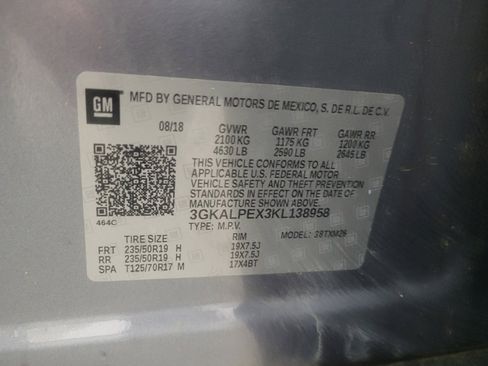 GM MFD BY GENERAL MOTORS DE MEXICO, S. DE R.L. DE C.V.
08/18 GVWR GAWR FRT GAWR RR
2100 KG 1175 KG 1200 KG
4630 LB 2590 LB 2645 LB
THIS VEHICLE CONFORMS TO ALL
APPLICABLE U.S. FEDERAL MOTOR
VEHICLE SAFETY AND THEFT PREVENTION
STANDARDS IN EFFECT ON THE DATE OF
MANUFACTURE SHOWN ABOVE.
464C 3GKALPEX3KL138958
TYPE: M.P.V. MODEL: 38TXM26
TIRE SIZE RIM
FRT 235/50R19 H 19X7.5J
RR 235/50R19 H 19X7.5J
SPA T125/70R17 M 17X4BT